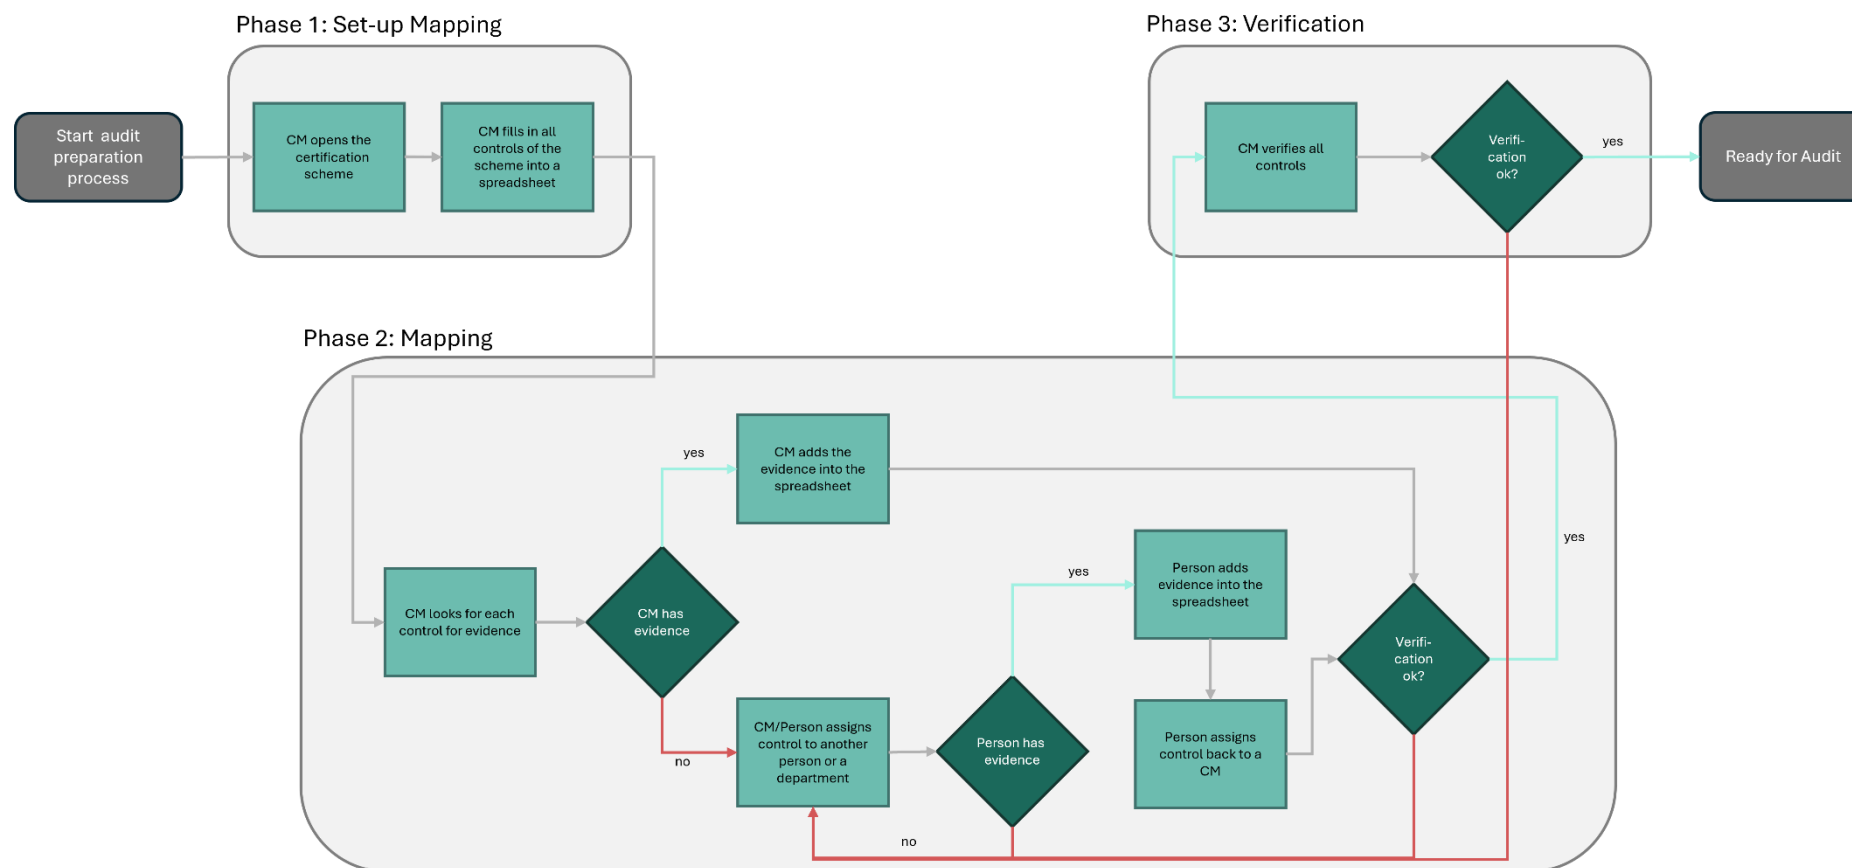 Phase 1: Set-up Mapping
Phase 3: Verification
Start audit
preparation
process
CM opens the
certification
scheme
CM fills in all
controls of the
scheme into a
spreadsheet
CM verifies all
controls
Verifi-
cation
ok?
yes
Ready for Audit
Phase 2: Mapping
yes
CM adds the
evidence into the
spreadsheet
CM looks for each
control for evidence
CM has
evidence
no
CM/Person assigns
control to another
person or a
department
Person has
evidence
yes
Person adds
evidence into the
spreadsheet
Person assigns
control back to a
CM
Verifi-
cation
ok?
yes
no